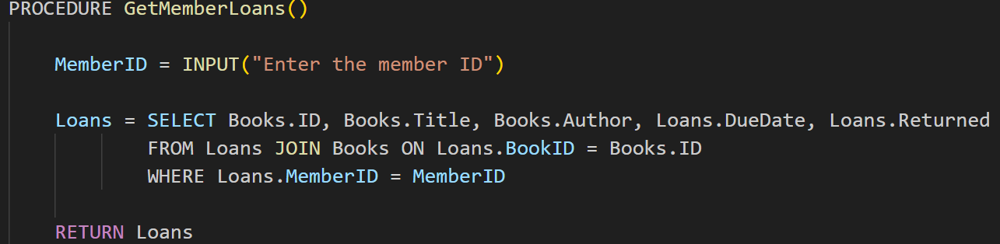 PROCEDURE GetMemberLoans()
MemberID = INPUT("Enter the member ID")
Loans = SELECT Books.ID, Books.Title, Books.Author, Loans.DueDate, Loans.Returned
FROM Loans JOIN Books ON Loans.BookID = Books.ID
WHERE Loans.MemberID = MemberID
RETURN Loans